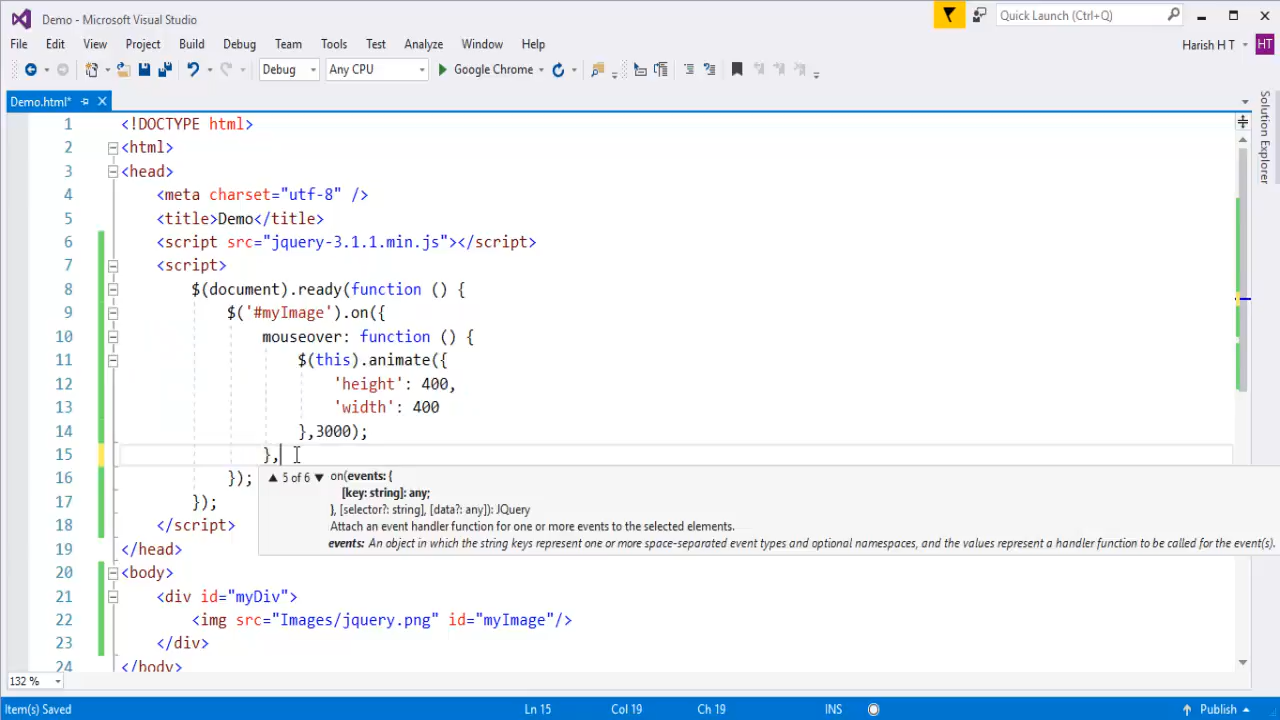 Demo - Microsoft Visual Studio
Quick Launch (Ctrl+Q)
File Edit View Project Build Debug Team Tools Test Analyze Window Help
Harish H T HT
Debug Any CPU Google Chrome
Demo.html*
Solution Explorer
1 <!DOCTYPE html>
2 <html>
3 <head>
4 <meta charset="utf-8" />
5 <title>Demo</title>
6 <script src="jquery-3.1.1.min.js"></script>
7 <script>
8 $(document).ready(function () {
9 $('#myImage').on({
10 mouseover: function () {
11 $(this).animate({
12 'height': 400,
13 'width': 400
14 },3000);
15 },
16 });
17 });
18 </script>
19 </head>
20 <body>
21 <div id="myDiv">
22 <img src="Images/jquery.png" id="myImage"/>
23 </div>
24 </body>
▲ 5 of 6 ▼ on(events: {
[key: string]: any;
}, [selector?: string], [data?: any]): JQuery
Attach an event handler function for one or more events to the selected elements.
events: An object in which the string keys represent one or more space-separated event types and optional namespaces, and the values represent a handler function to be called for the event(s).
132 %
Item(s) Saved Ln 15 Col 19 Ch 19 INS Publish